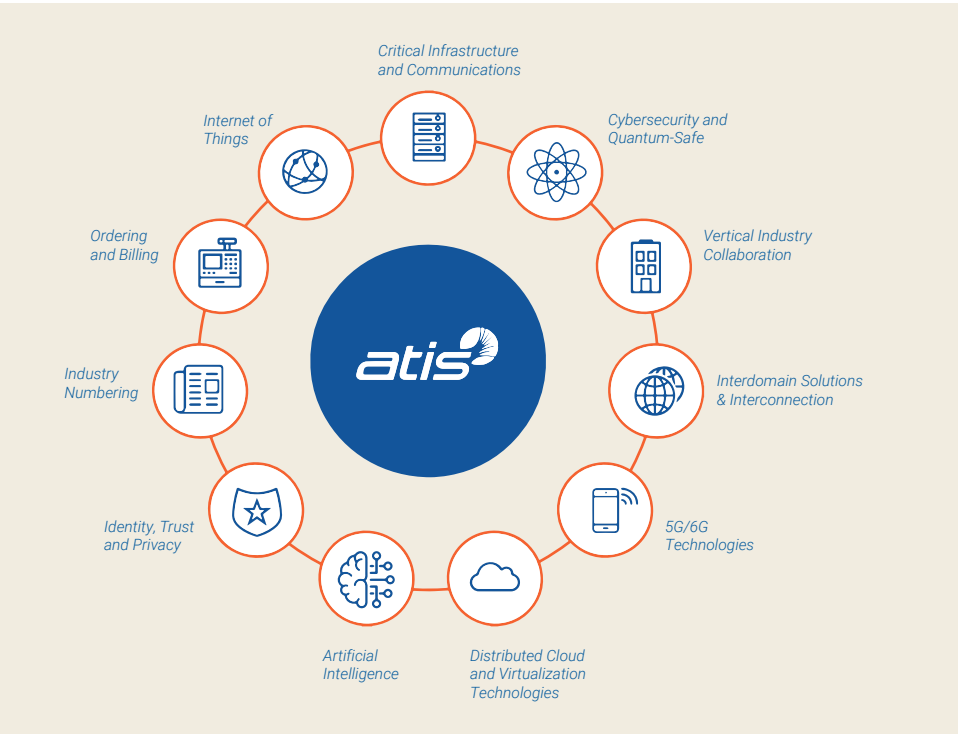 Critical Infrastructure
and Communications
Cybersecurity and
Quantum-Safe
Vertical Industry
Collaboration
Interdomain Solutions
& Interconnection
5G/6G
Technologies
Distributed Cloud
and Virtualization
Technologies
Artificial
Intelligence
Identity, Trust
and Privacy
Industry
Numbering
Ordering
and Billing
Internet of
Things
atis